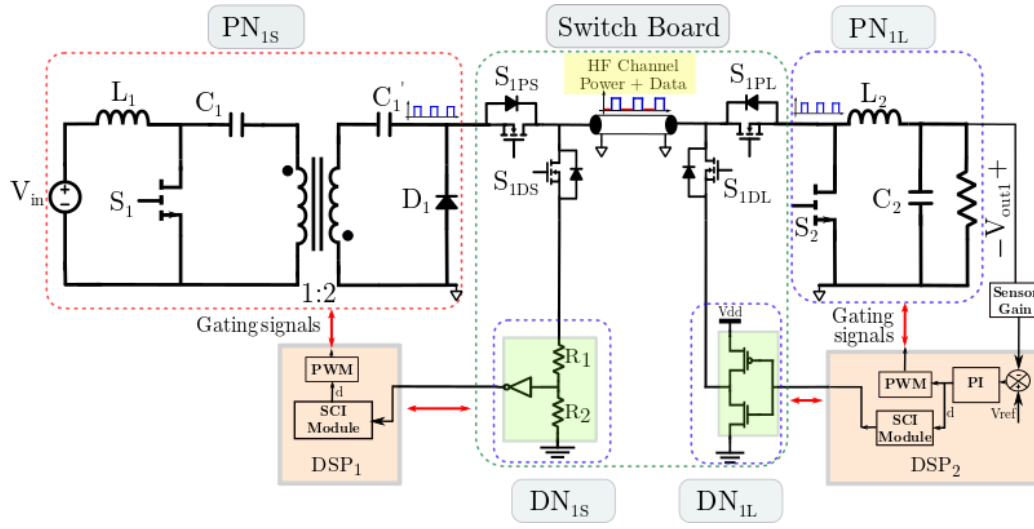 PN1S
Switch Board
PN1L
HF Channel
Power + Data
S1PS
S1PL
L1
C1
C1'
L2
Vin
S1
D1
S1DS
S1DL
S2
C2
− Vout1 +
1:2
Gating signals
Gating
signals
Sensor
Gain
Vdd
R1
R2
PWM
d
SCI
Module
DSP1
PWM
PI
d
Vref
SCI
Module
DSP2
DN1S
DN1L